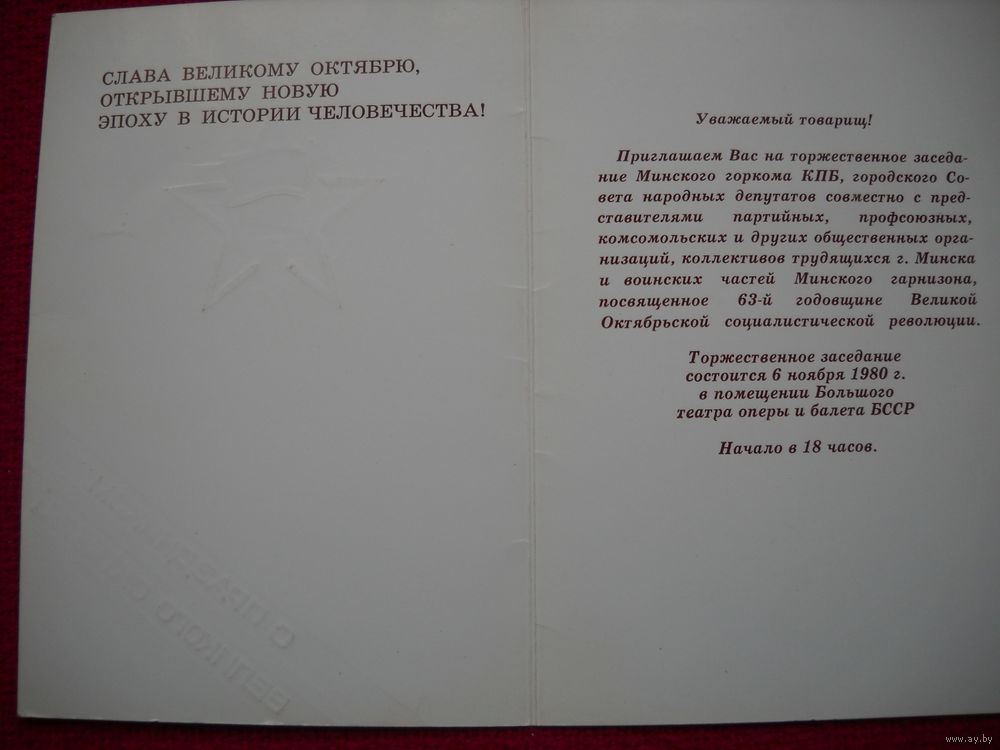 СЛАВА ВЕЛИКОМУ ОКТЯБРЮ,
ОТКРЫВШЕМУ НОВУЮ
ЭПОХУ В ИСТОРИИ ЧЕЛОВЕЧЕСТВА!
Уважаемый товарищ!
Приглашаем Вас на торжественное заседа-
ние Минского горкома КПБ, городского Со-
вета народных депутатов совместно с пред-
ставителями партийных, профсоюзных,
комсомольских и других общественных орга-
низаций, коллективов трудящихся г. Минска
и воинских частей Минского гарнизона,
посвященное 63-й годовщине Великой
Октябрьской социалистической революции.
Торжественное заседание
состоится 6 ноября 1980 г.
в помещении Большого
театра оперы и балета БССР
Начало в 18 часов.
www.ay.by